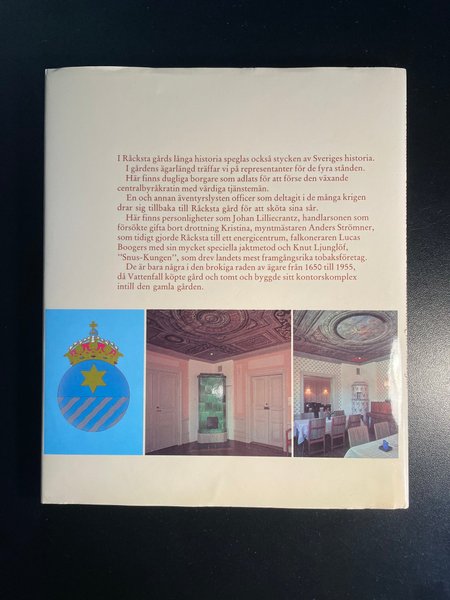 I Råcksta gårds långa historia speglas också stycken av Sveriges historia.
I gårdens ägarlängd träffar vi på representanter för de fyra stånden.
Här finns dugliga borgare som adlats för att förse den växande
centralbyråkratin med värdiga tjänstemän.
En och annan äventyrslysten officer som deltagit i de många krigen
drar sig tillbaka till Råcksta gård för att sköta sina sår.
Här finns personligheter som Johan Lilliecrantz, handlarsonen som
försökte gifta bort drottning Kristina, myntmästaren Anders Strömner,
som tidigt gjorde Råcksta till ett energicentrum, falkoneraren Lucas
Boogers med sin mycket speciella jaktmetod och Knut Ljunglöf,
"Snus-Kungen", som drev landets mest framgångsrika tobaksföretag.
De är bara några i den brokiga raden av ägare från 1650 till 1955,
då Vattenfall köpte gård och tomt och byggde sitt kontorskomplex
intill den gamla gården.